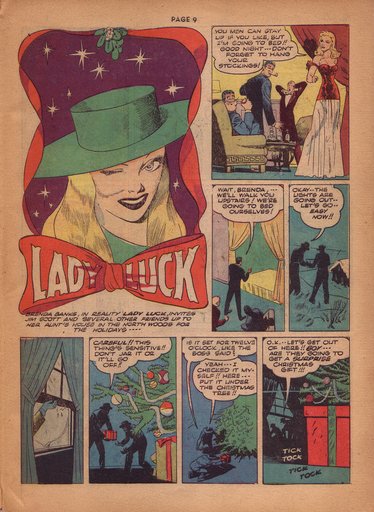 PAGE 9
LADY LUCK
BRENDA BANKS, IN REALITY LADY LUCK, INVITES
JIM SCOTT AND SEVERAL OTHER FRIENDS UP TO
HER AUNT'S HOUSE IN THE NORTH WOODS FOR
THE HOLIDAYS ....
YOU MEN CAN STAY
UP IF YOU LIKE, BUT
I'M GOING TO BED!!
GOOD NIGHT---DON'T
FORGET TO HANG
YOUR
STOCKINGS!
WAIT, BRENDA,---
WE'LL WALK YOU
UPSTAIRS! WE'RE
GOING TO BED
OURSELVES!
OKAY--THE
LIGHTS ARE
GOING OUT--
LET'S GO--
EASY
NOW!!
CAREFUL!! THIS
THING'S SENSITIVE!!
DON'T JAR IT OR
IT'LL GO
OFF!!
IS IT SET FOR TWELVE
O'CLOCK, LIKE THE
BOSS SAID!
YEAH--I
CHECKED IT MY-
SELF!! HERE---
PUT IT UNDER
THE CHRISTMAS
TREE!!
O.K.--LET'S GET OUT
OF HERE! BOY---
ARE THEY GOING TO
GET A SURPRISE
CHRISTMAS
GIFT!!!
TICK
TOCK
TICK
TOCK